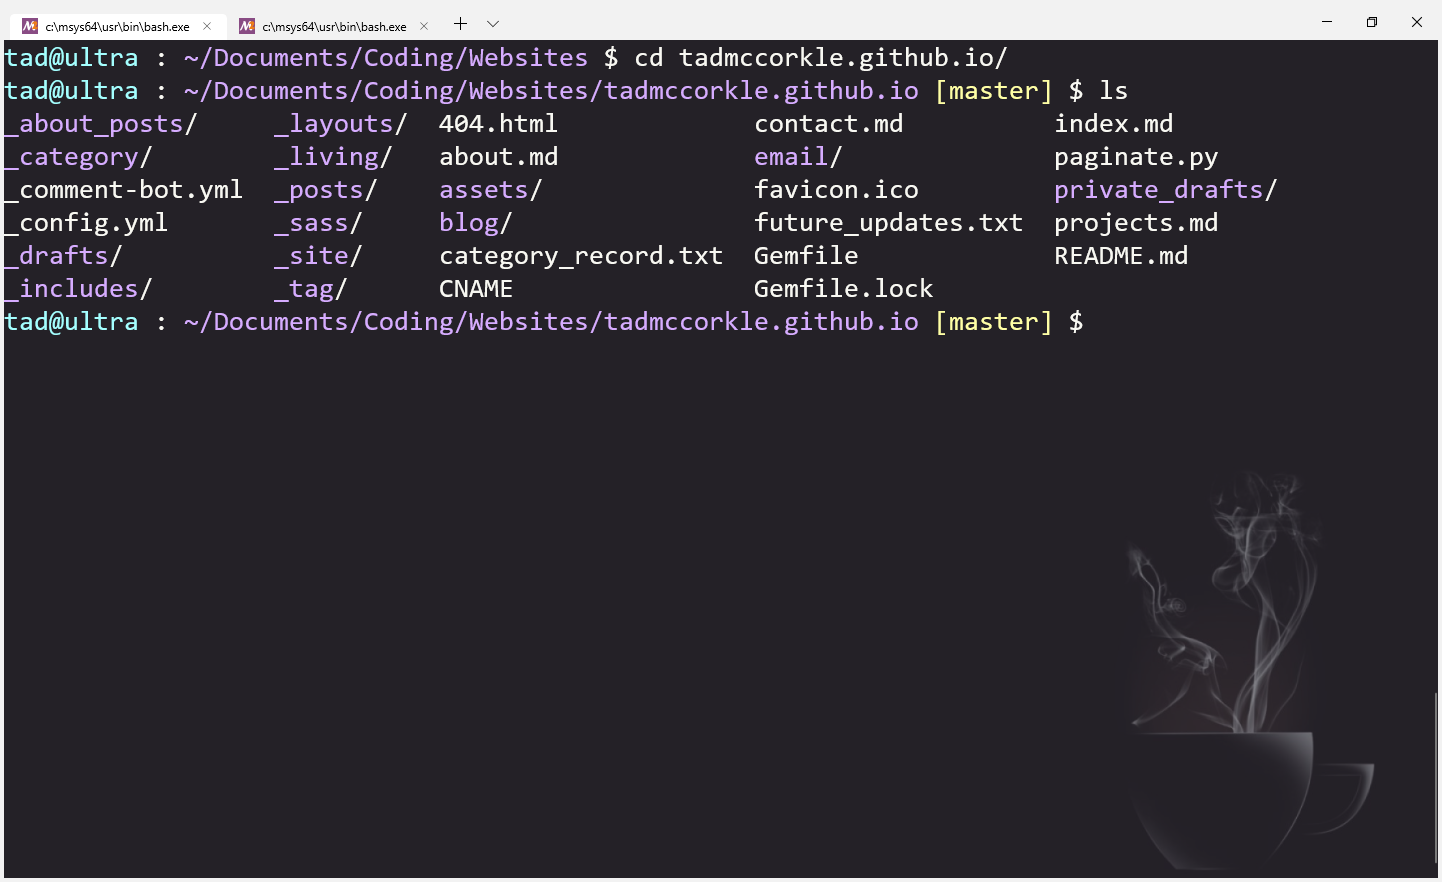 c:\msys64\usr\bin\bash.exe c:\msys64\usr\bin\bash.exe
tad@ultra : ~/Documents/Coding/Websites $ cd tadmccorkle.github.io/
tad@ultra : ~/Documents/Coding/Websites/tadmccorkle.github.io [master] $ ls
_about_posts/ _layouts/ 404.html contact.md index.md
_category/ _living/ about.md email/ paginate.py
_comment-bot.yml _posts/ assets/ favicon.ico private_drafts/
_config.yml _sass/ blog/ future_updates.txt projects.md
_drafts/ _site/ category_record.txt Gemfile README.md
_includes/ _tag/ CNAME Gemfile.lock
tad@ultra : ~/Documents/Coding/Websites/tadmccorkle.github.io [master] $